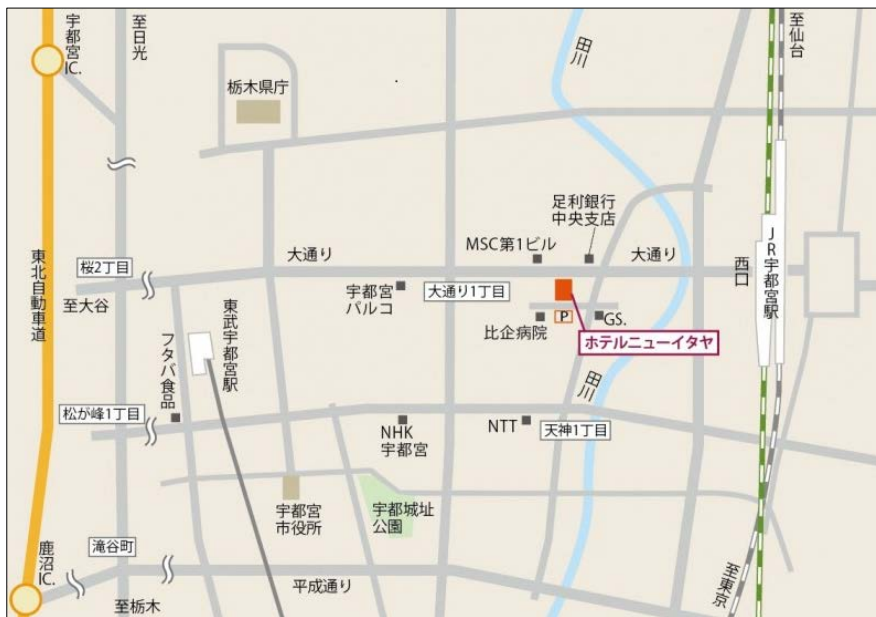 宇都宮IC.
至日光
田川
至仙台
栃木県庁
足利銀行
中央支店
MSC第1ビル
大通り
大通り
桜2丁目
至大谷
東北自動車道
宇都宮
パルコ
大通り1丁目
西口
JR宇都宮駅
東武宇都宮駅
フタバ食品
比企病院
P
GS.
ホテルニューイタヤ
田川
松が峰1丁目
NHK
宇都宮
NTT
天神1丁目
宇都宮
市役所
宇都城址
公園
鹿沼IC.
滝谷町
平成通り
至栃木
至東京